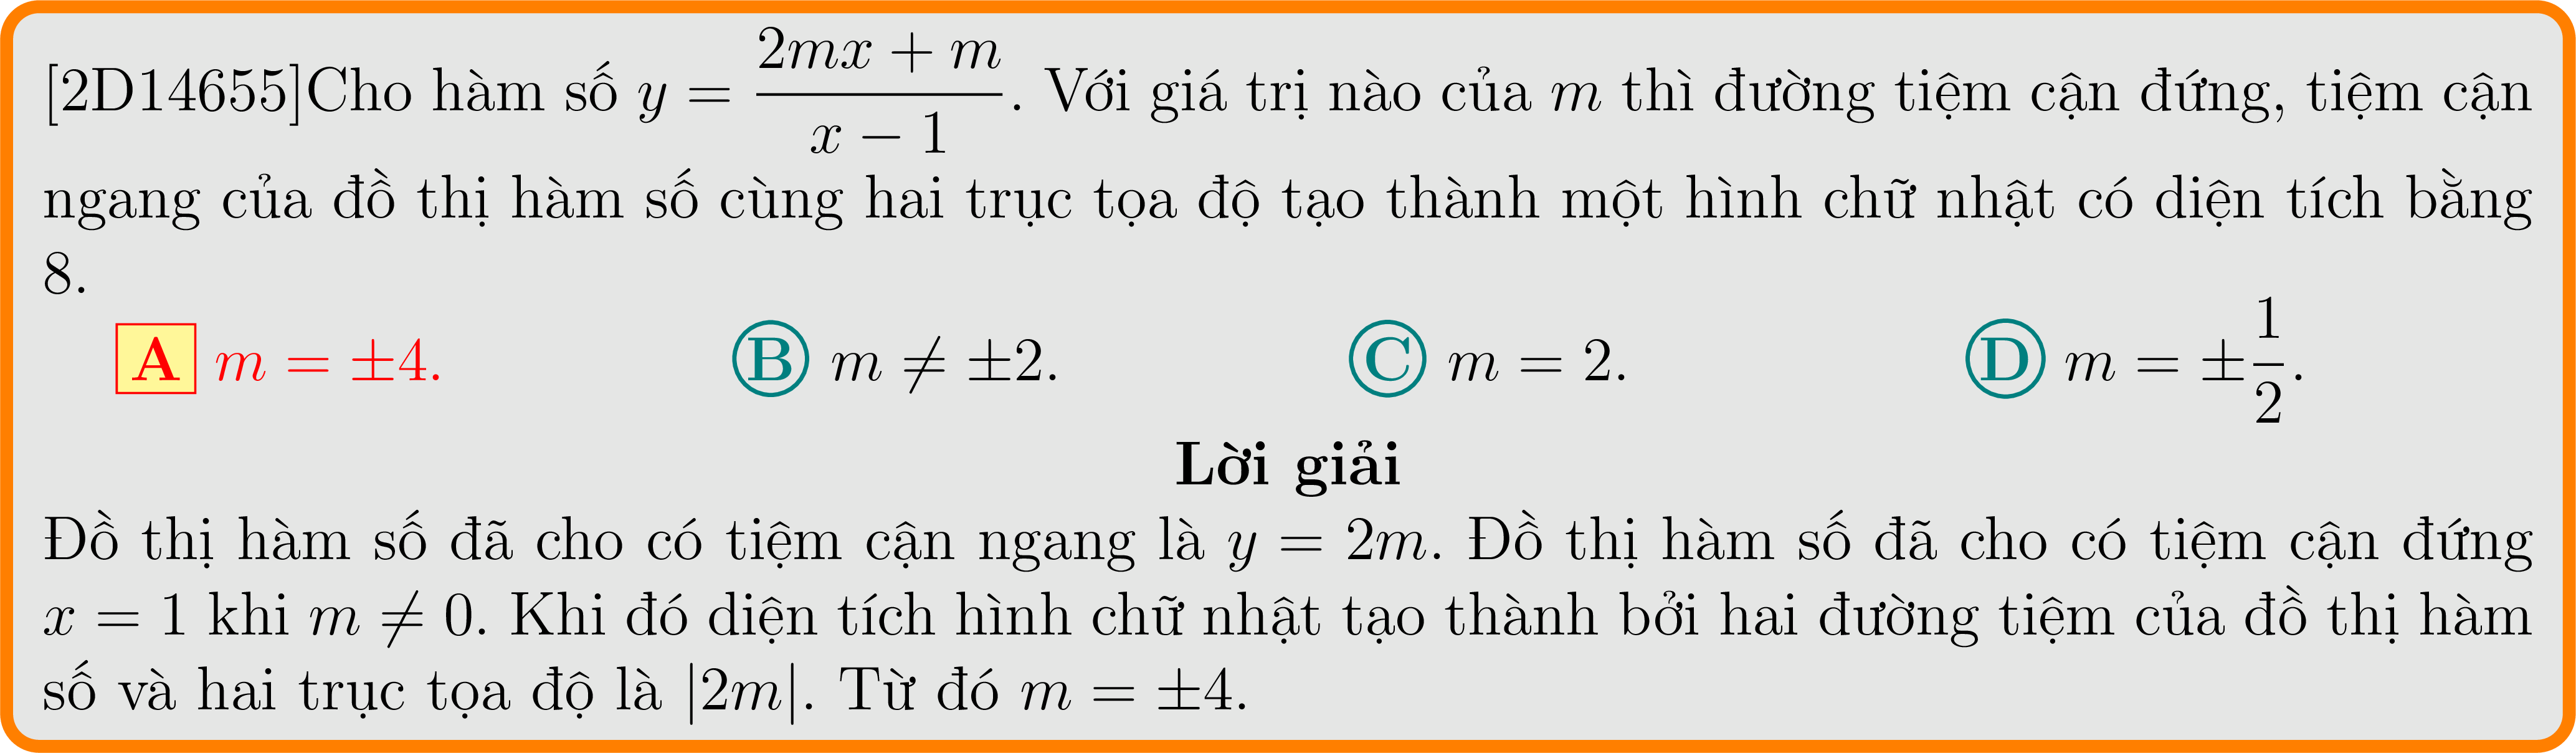 [2D14655]Cho hàm số $y = \dfrac{2mx + m}{x - 1}$. Với giá trị nào của $m$ thì đường tiệm cận đứng, tiệm cận
ngang của đồ thị hàm số cùng hai trục tọa độ tạo thành một hình chữ nhật có diện tích bằng
8.
A $m = \pm 4$. B $m \neq \pm 2$. C $m = 2$. D $m = \pm\dfrac{1}{2}$.
Lời giải
Đồ thị hàm số đã cho có tiệm cận ngang là $y = 2m$. Đồ thị hàm số đã cho có tiệm cận đứng
$x = 1$ khi $m \neq 0$. Khi đó diện tích hình chữ nhật tạo thành bởi hai đường tiệm của đồ thị hàm
số và hai trục tọa độ là $|2m|$. Từ đó $m = \pm 4$.